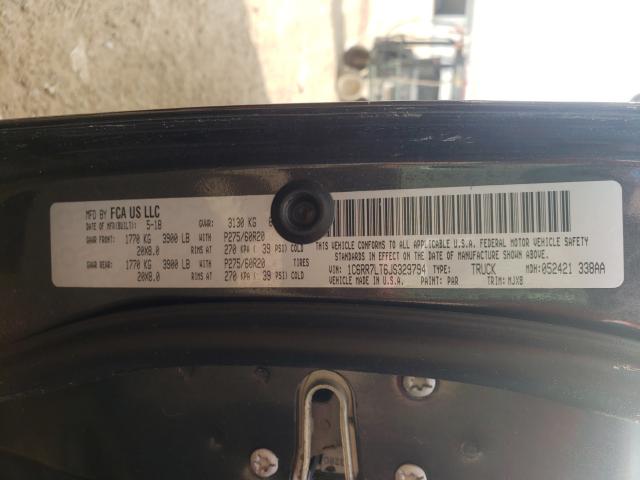 MFD BY FCA US LLC
DATE OF MFR(BUILT): 5-18 GVWR: 3130 KG
GAWR FRONT: 1770 KG 3900 LB WITH P275/60R20 TIRES
20X8.0 RIMS AT 270 KPA ( 39 PSI) COLD
GAWR REAR: 1770 KG 3900 LB WITH P275/60R20 TIRES
20X8.0 RIMS AT 270 KPA ( 39 PSI) COLD
THIS VEHICLE CONFORMS TO ALL APPLICABLE U.S.A. FEDERAL MOTOR VEHICLE SAFETY
STANDARDS IN EFFECT ON THE DATE OF MANUFACTURE SHOWN ABOVE.
VIN: 1C6RR7LT6JS329794 TYPE: TRUCK MDH: 052421 338AA
VEHICLE MADE IN U.S.A. PAINT: PAR TRIM: MJXB